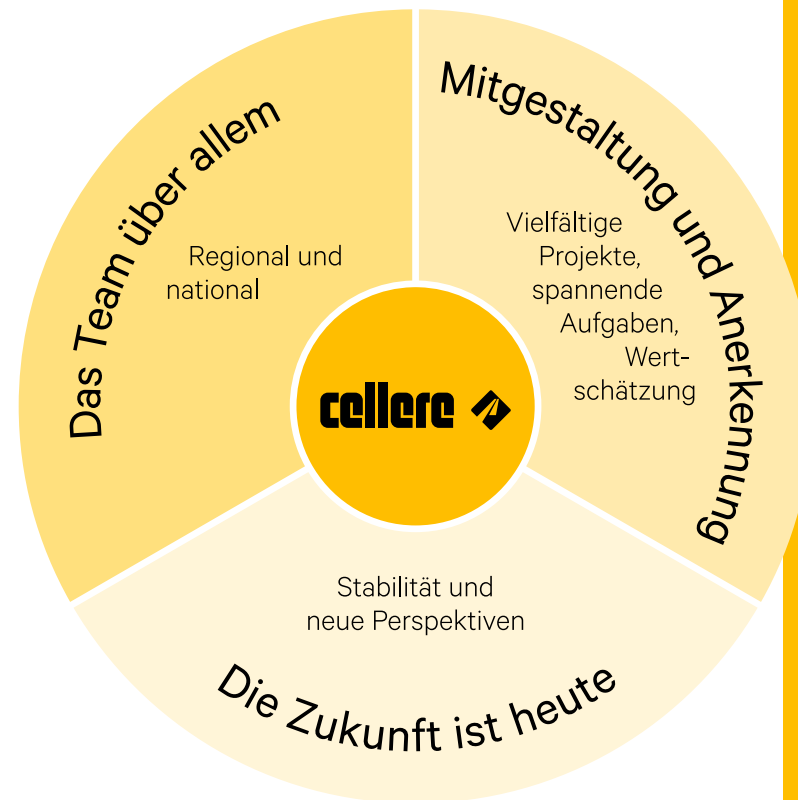 Das Team über allem
Regional und
national
Mitgestaltung und Anerkennung
Vielfältige
Projekte,
spannende
Aufgaben,
Wert-
schätzung
cellere
Stabilität und
neue Perspektiven
Die Zukunft ist heute